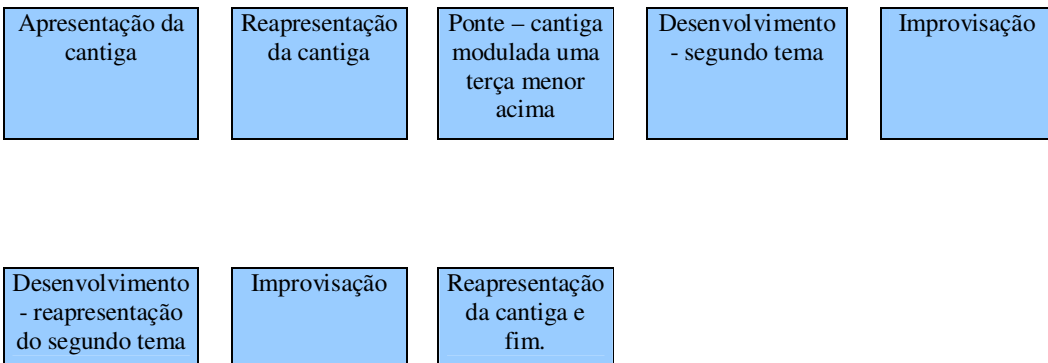 Apresentação da
cantiga
Reapresentação
da cantiga
Ponte – cantiga
modulada uma
terça menor
acima
Desenvolvimento
- segundo tema
Improvisação
Desenvolvimento
- reapresentação
do segundo tema
Improvisação
Reapresentação
da cantiga e
fim.